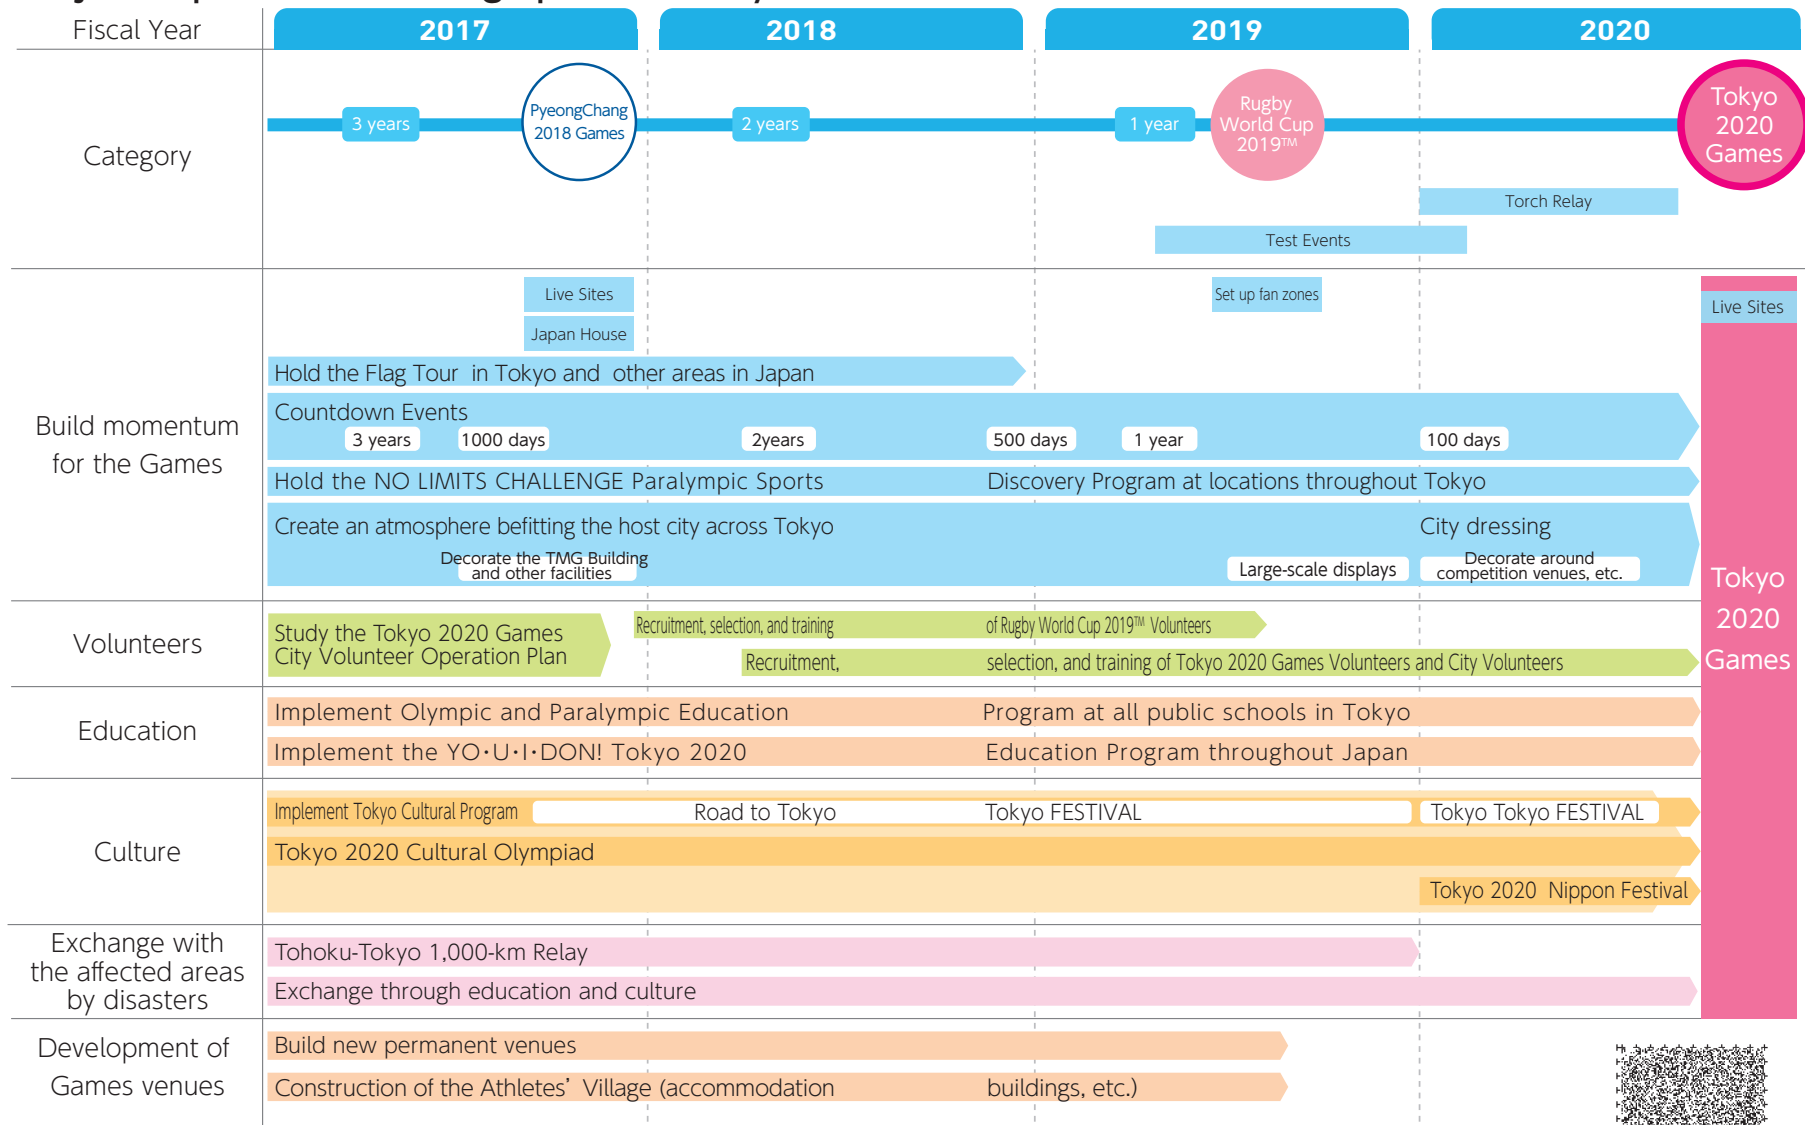 Fiscal Year 2017 2018 2019 2020
Category
3 years
PyeongChang
2018 Games
2 years
1 year
Rugby
World Cup
2019™
Tokyo
2020
Games
Torch Relay
Test Events
Build momentum
for the Games
Live Sites
Japan House
Set up fan zones
Live Sites
Hold the Flag Tour in Tokyo and other areas in Japan
Countdown Events
3 years 1000 days 2years 500 days 1 year 100 days
Hold the NO LIMITS CHALLENGE Paralympic Sports Discovery Program at locations throughout Tokyo
Create an atmosphere befitting the host city across Tokyo City dressing
Decorate the TMG Building
and other facilities
Large-scale displays
Decorate around
competition venues, etc.
Tokyo
2020
Games
Volunteers
Study the Tokyo 2020 Games
City Volunteer Operation Plan
Recruitment, selection, and training of Rugby World Cup 2019™ Volunteers
Recruitment, selection, and training of Tokyo 2020 Games Volunteers and City Volunteers
Education
Implement Olympic and Paralympic Education Program at all public schools in Tokyo
Implement the YO・U・I・DON! Tokyo 2020 Education Program throughout Japan
Culture
Implement Tokyo Cultural Program Road to Tokyo Tokyo FESTIVAL Tokyo Tokyo FESTIVAL
Tokyo 2020 Cultural Olympiad
Tokyo 2020 Nippon Festival
Exchange with
the affected areas
by disasters
Tohoku-Tokyo 1,000-km Relay
Exchange through education and culture
Development of
Games venues
Build new permanent venues
Construction of the Athletes' Village (accommodation buildings, etc.)